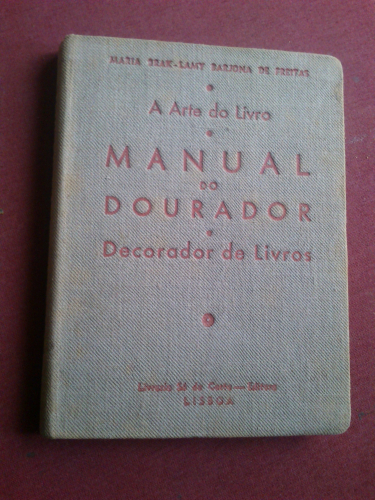 MARIA BRAK-LAMY BARJONA DE FREITAS
A Arte do Livro
MANUAL
DO
DOURADOR
e
Decorador de Livros
Livraria Sá da Costa — Editora
LISBOA